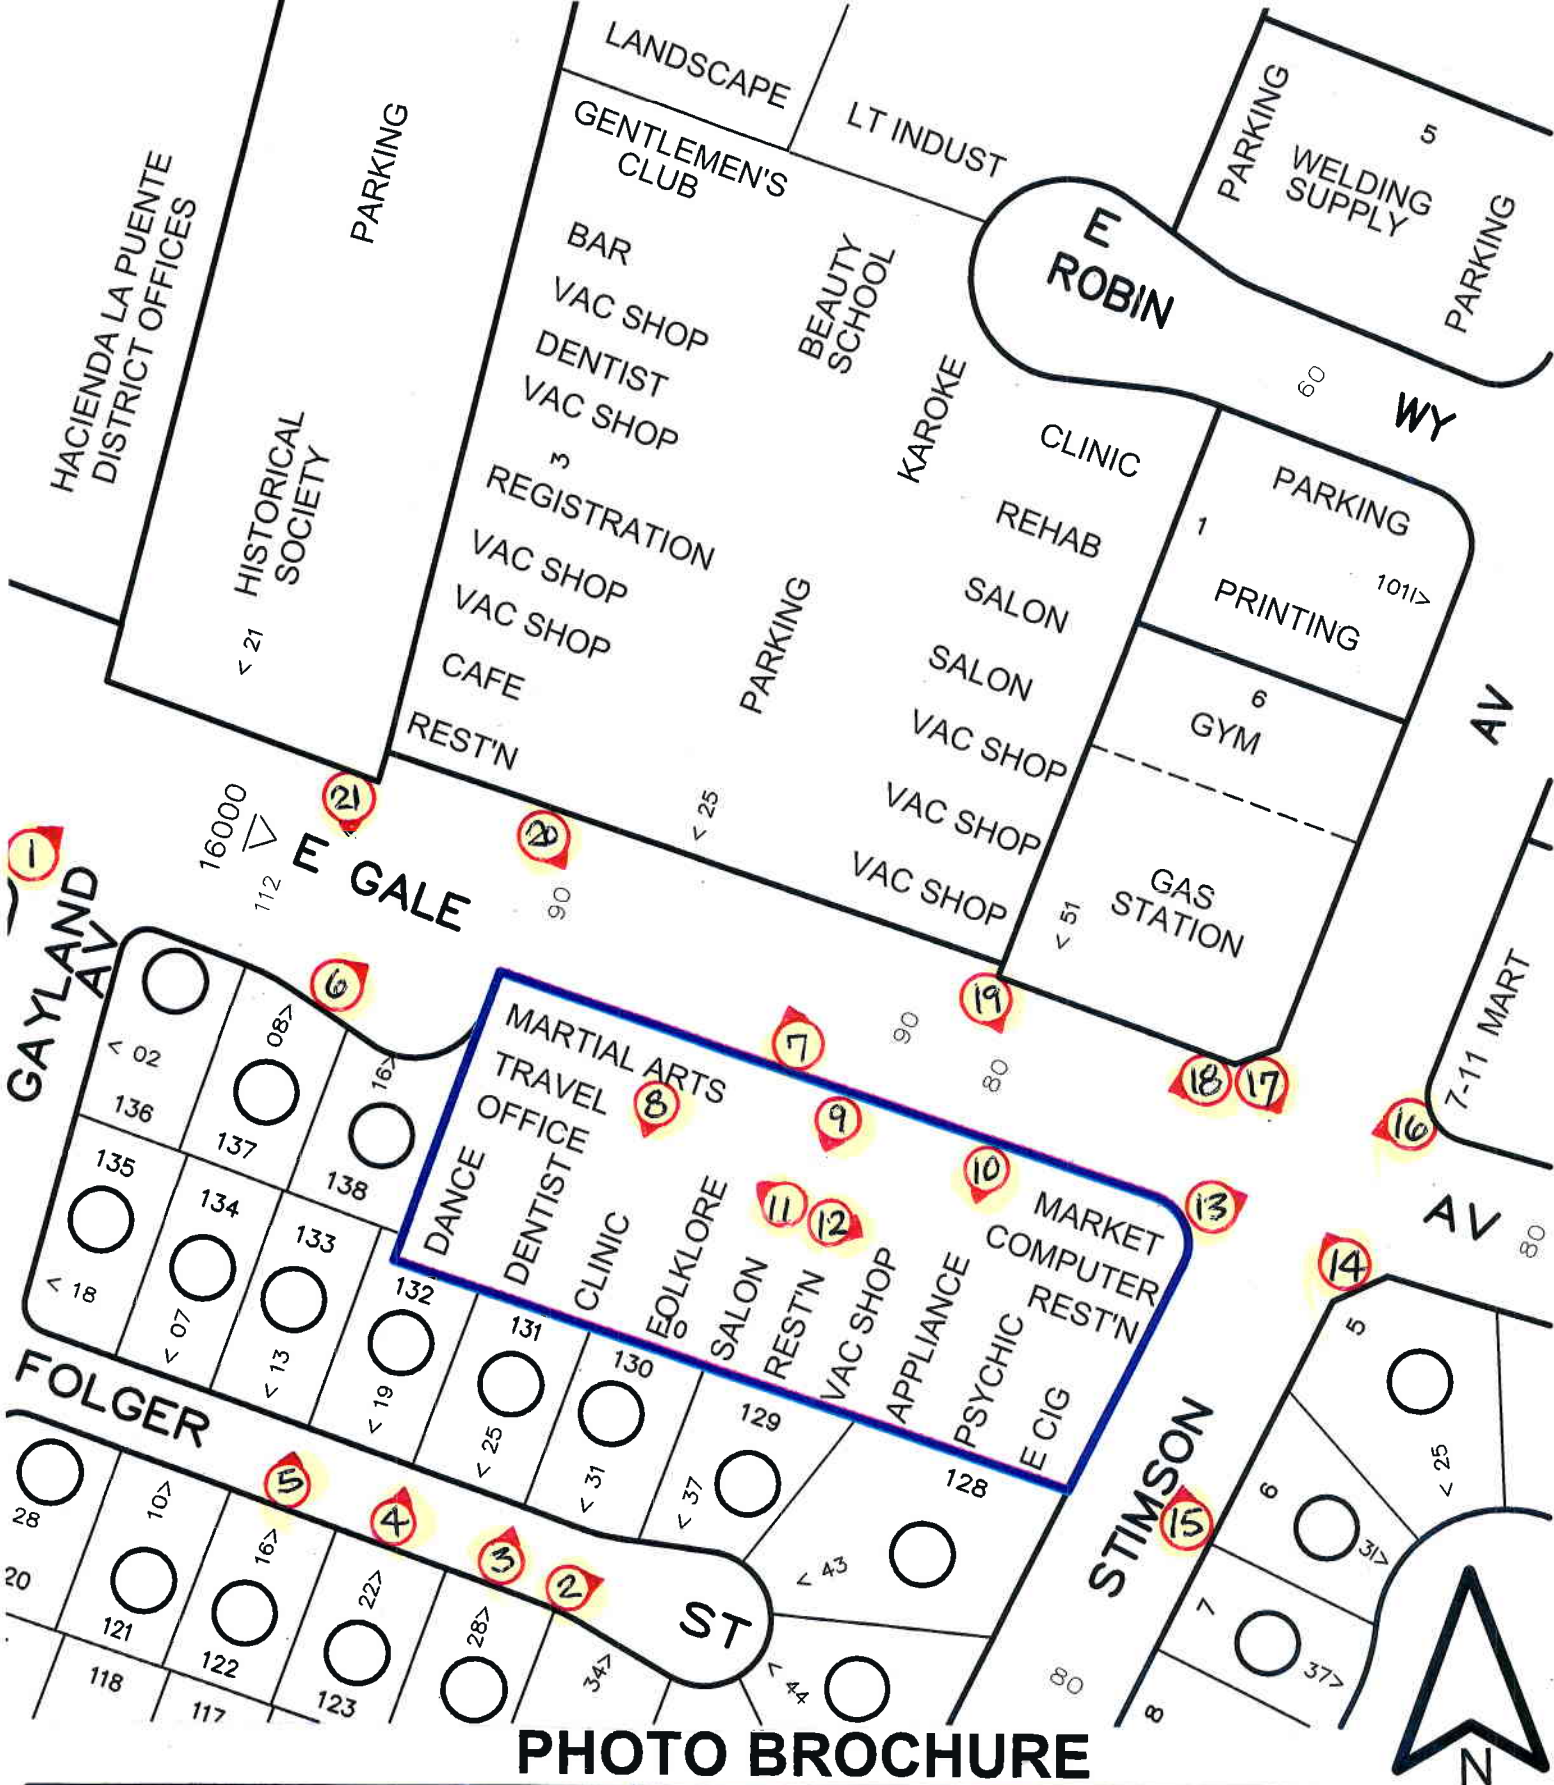 LANDSCAPE
LT INDUST
PARKING
5
WELDING
SUPPLY
PARKING
HACIENDA LA PUENTE
DISTRICT OFFICES
PARKING
HISTORICAL
SOCIETY
< 21
GENTLEMEN'S
CLUB
BAR
VAC SHOP
DENTIST
VAC SHOP
3
REGISTRATION
VAC SHOP
VAC SHOP
CAFE
REST'N
BEAUTY
SCHOOL
KAROKE
PARKING
< 25
E
ROBIN
WY
60
CLINIC
REHAB
SALON
SALON
VAC SHOP
VAC SHOP
VAC SHOP
PARKING
1
1011>
PRINTING
6
GYM
GAS
STATION
< 51
AV
7-11 MART
1
21
20
16000
112
E GALE
90
GAYLAND
AV
6
7
90
80
19
18
17
16
AV
80
< 02
136
08>
137
16>
138
135
< 18
134
< 07
133
< 13
132
< 19
131
< 25
130
< 31
129
< 37
128
< 43
MARTIAL ARTS
TRAVEL
OFFICE
8
9
10
11
12
13
14
DANCE
DENTIST
CLINIC
FOLKLORE
SALON
REST'N
VAC SHOP
APPLIANCE
PSYCHIC
E CIG
MARKET
COMPUTER
REST'N
STIMSON
15
80
5
< 25
6
31>
7
37>
8
FOLGER
ST
5
4
3
2
28
20
10>
121
16>
122
22>
123
28>
34>
< 44
118
117
PHOTO BROCHURE
N